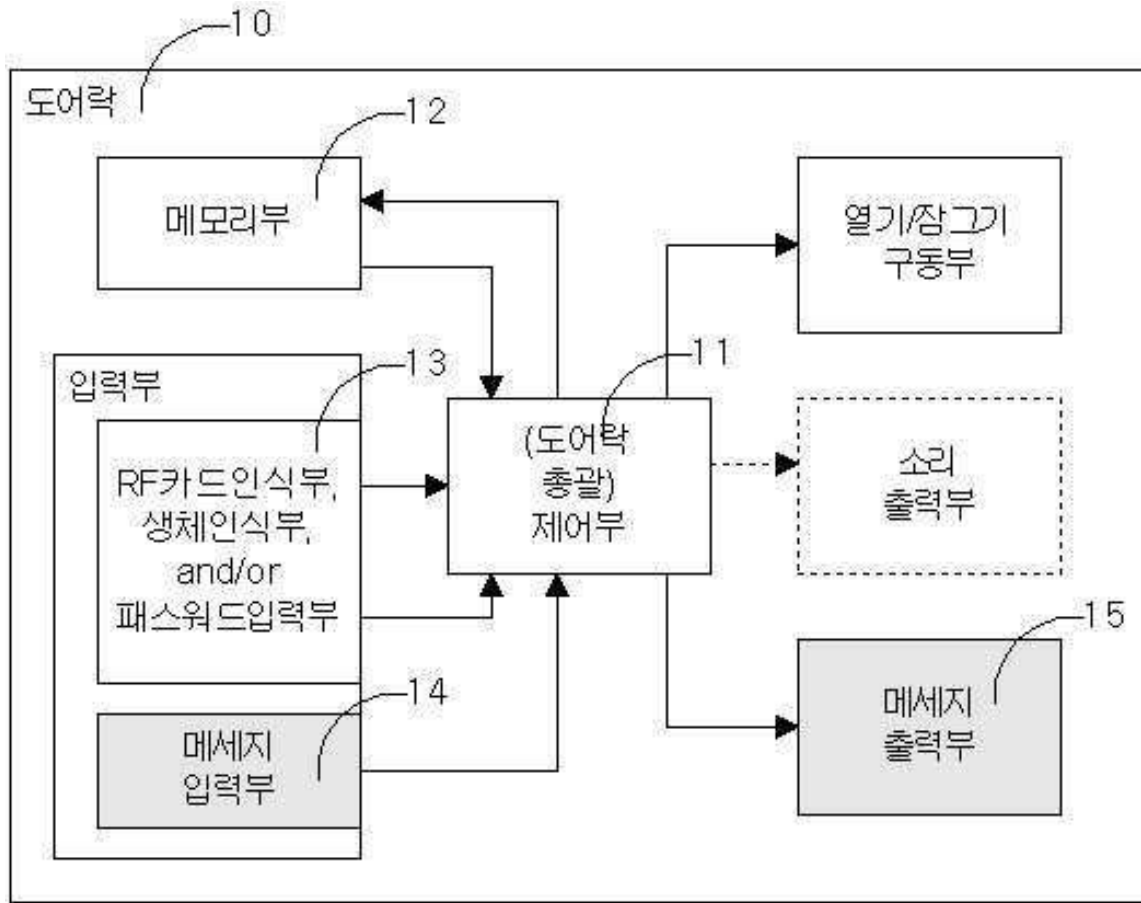 10
도어락
12
메모리부
열기/잠그기
구동부
입력부
13
11
RF카드인식부,
생체인식부,
and/or
패스워드입력부
(도어락
총괄)
제어부
소리
출력부
14
메세지
입력부
15
메세지
출력부